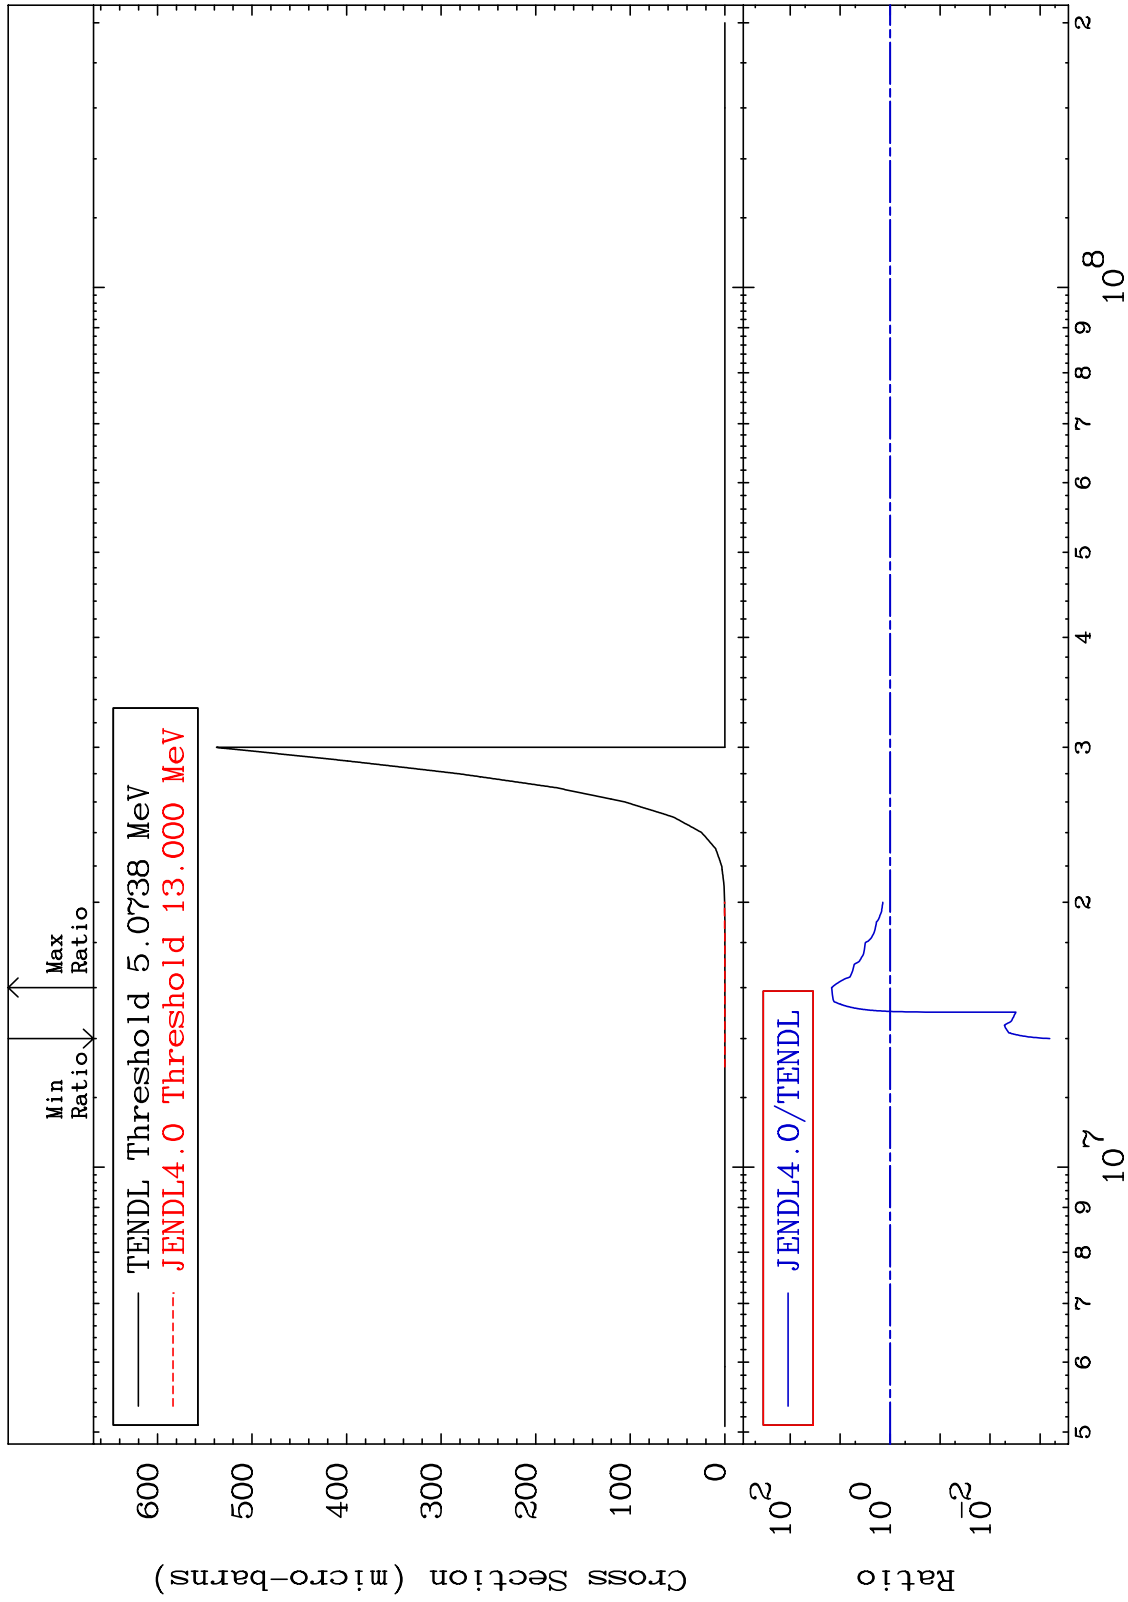 Min
Ratio
Max
Ratio
TENDL Threshold 5.0738 MeV
JENDL4.0 Threshold 13.000 MeV
Cross Section (micro-barns)
600
500
400
300
200
100
0
JENDL4.0/TENDL
Ratio
10^2
10^0
10^-2
5 6 7 8 9 10^7 2 3 4 5 6 7 8 9 10^8 2